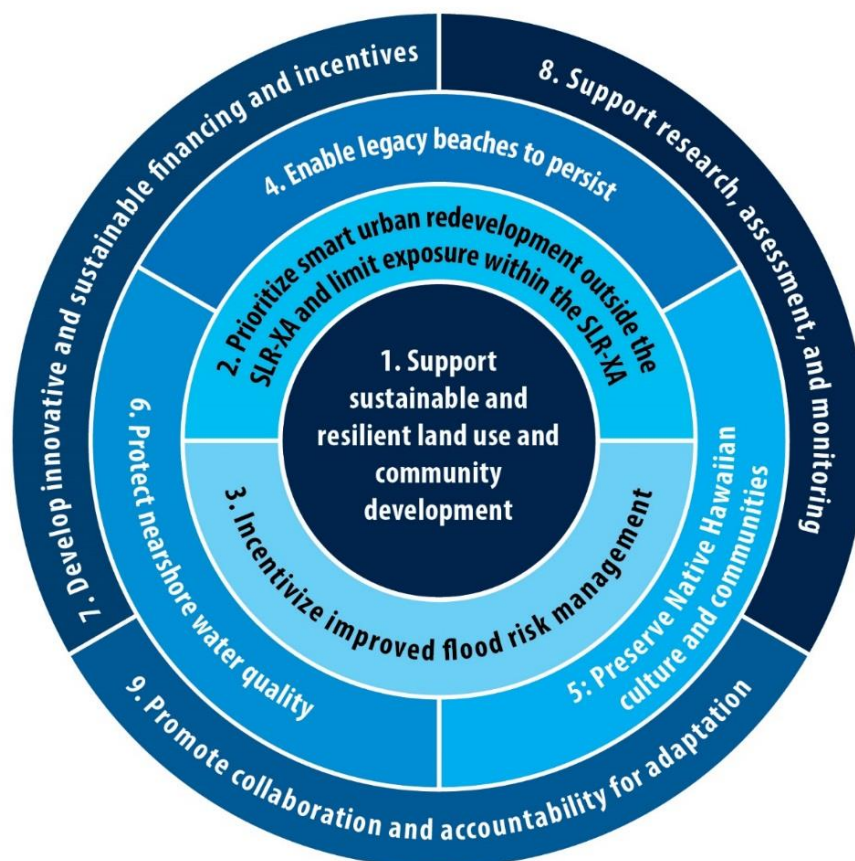 1. Support
sustainable and
resilient land use and
community
development
2. Prioritize smart urban redevelopment outside the
SLR-XA and limit exposure within the SLR-XA
3. Incentivize improved flood risk management
4. Enable legacy beaches to persist
5: Preserve Native Hawaiian
culture and communities
6. Protect nearshore water quality
7. Develop innovative and sustainable financing and incentives
8. Support research, assessment, and monitoring
9. Promote collaboration and accountability for adaptation